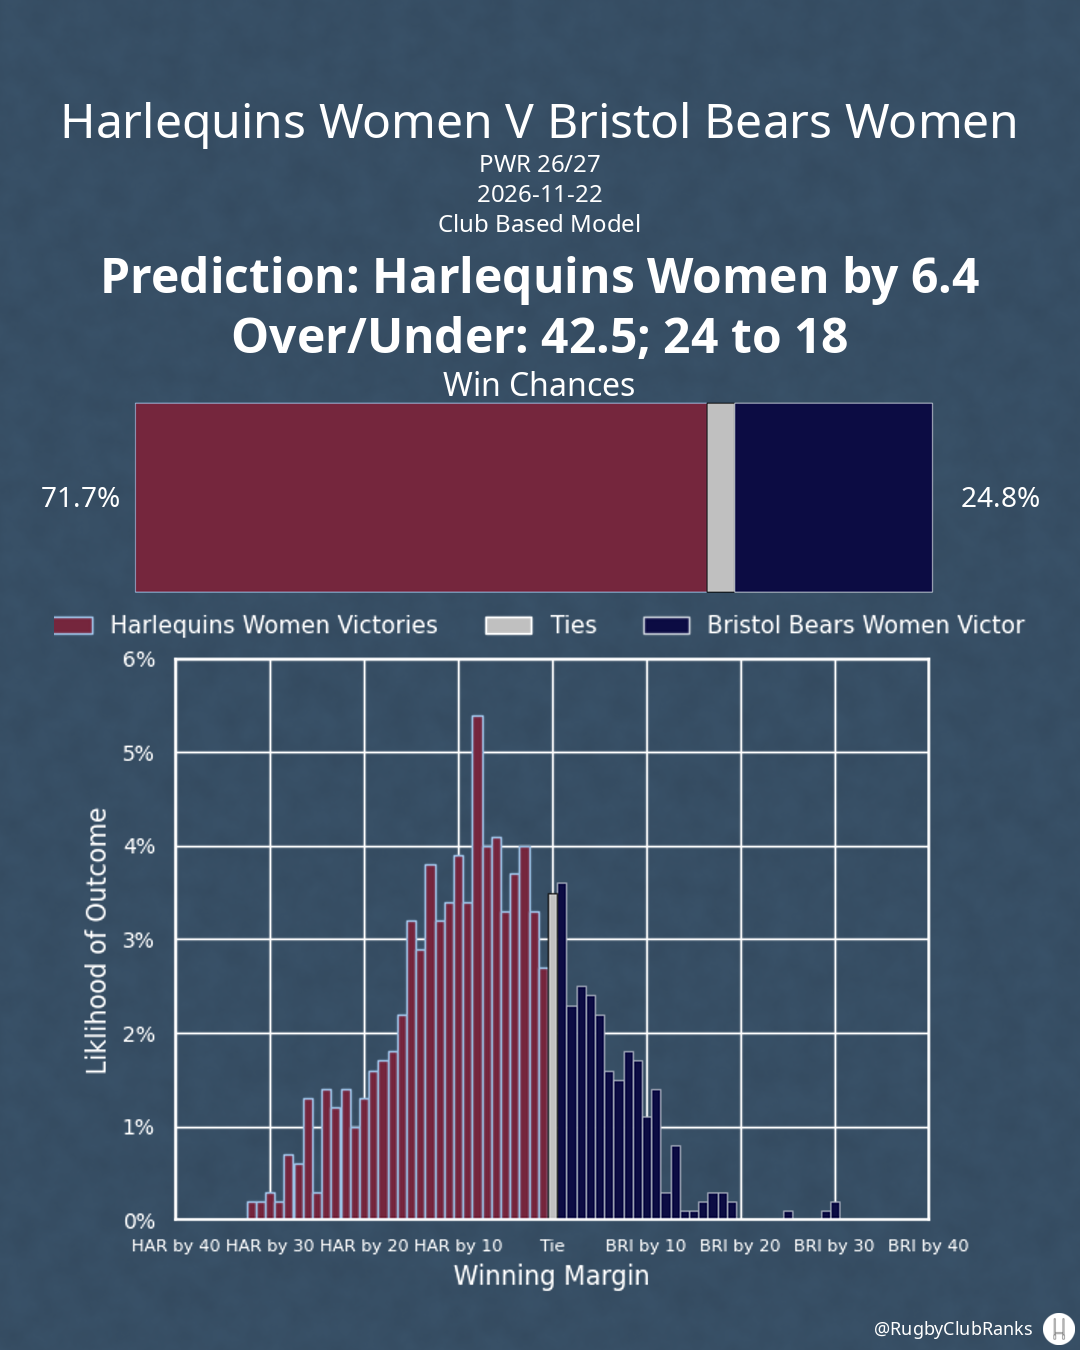 Harlequins Women V Bristol Bears Women
PWR 26/27
2026-11-22
Club Based Model
Prediction: Harlequins Women by 6.4
Over/Under: 42.5; 24 to 18
Win Chances
71.7%
24.8%
Harlequins Women Victories Ties Bristol Bears Women Victor
6%
5%
4%
3%
2%
1%
0%
Liklihood of Outcome
HAR by 40 HAR by 30 HAR by 20 HAR by 10 Tie BRI by 10 BRI by 20 BRI by 30 BRI by 40
Winning Margin
@RugbyClubRanks